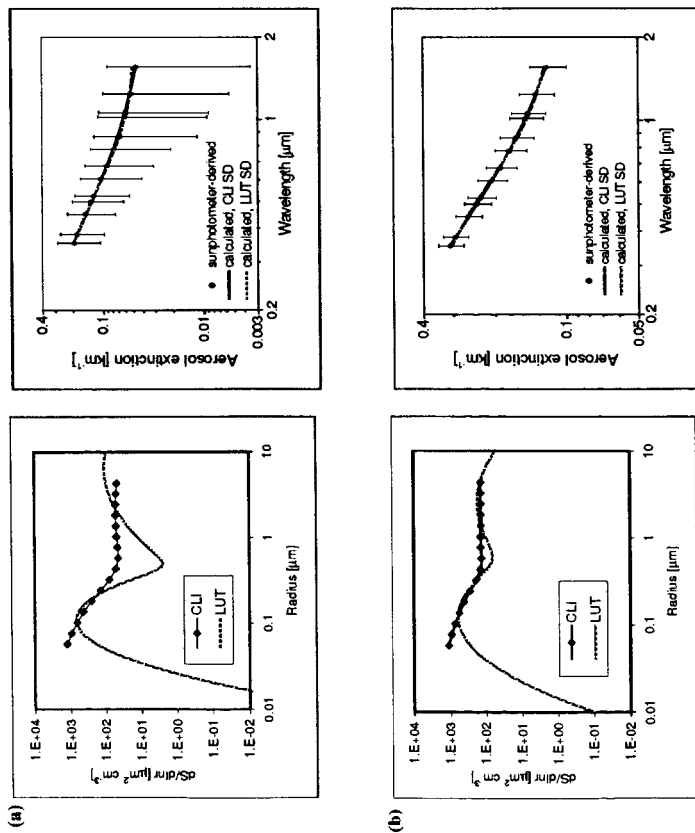 (a)
1.E+04
1.E+03
1.E+02
1.E+01
1.E+00
1.E-01
1.E-02
dS/dlnr [µm² cm⁻³]
0.01
0.1
1
10
Radius [µm]
CLI
LUT
0.4
0.1
0.01
0.003
Aerosol extinction [km⁻¹]
0.2
1
2
Wavelength [µm]
sunphotometer-derived
calculated, CLI SD
calculated, LUT SD
(b)
1.E+04
1.E+03
1.E+02
1.E+01
1.E+00
1.E-01
1.E-02
dS/dlnr [µm² cm⁻³]
0.01
0.1
1
10
Radius [µm]
CLI
LUT
0.4
0.1
0.05
Aerosol extinction [km⁻¹]
0.2
1
2
Wavelength [µm]
sunphotometer-derived
calculated, CLI SD
calculated, LUT SD